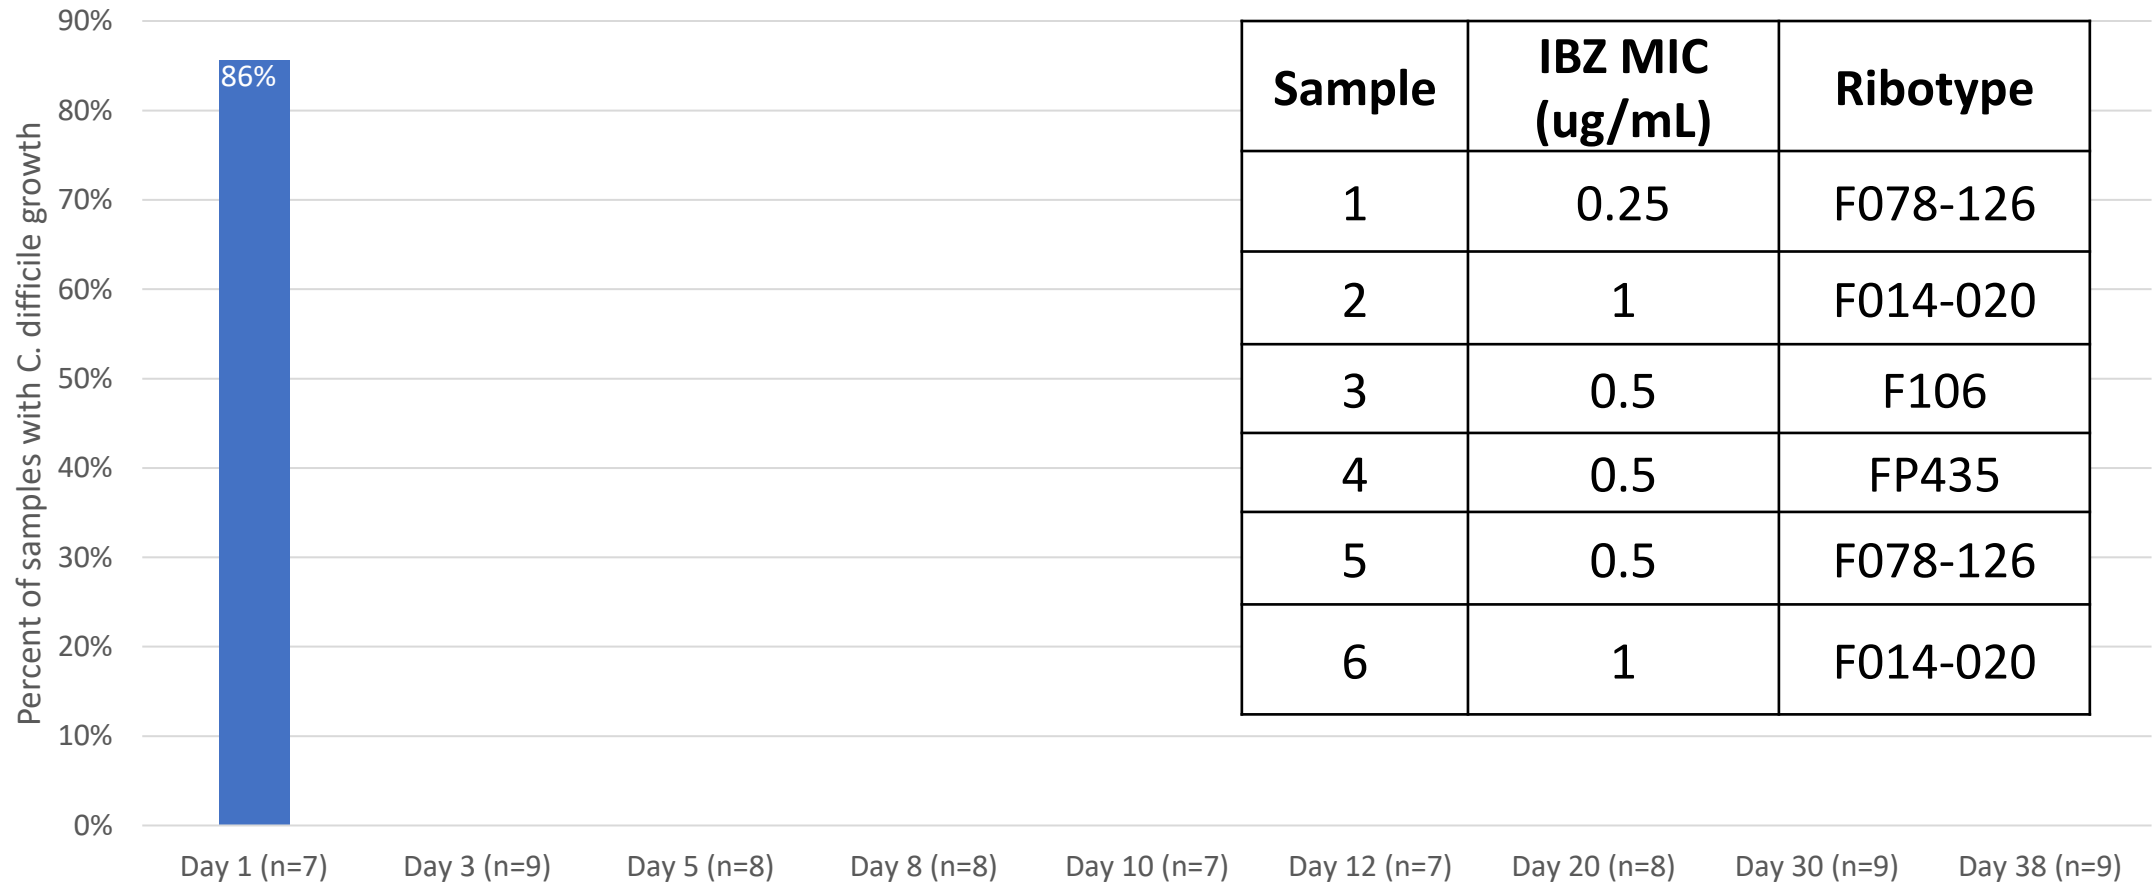 Percent of samples with C. difficile growth
90%
80%
70%
60%
50%
40%
30%
20%
10%
0%
86%
Day 1 (n=7) Day 3 (n=9) Day 5 (n=8) Day 8 (n=8) Day 10 (n=7) Day 12 (n=7) Day 20 (n=8) Day 30 (n=9) Day 38 (n=9)
Sample IBZ MIC (ug/mL) Ribotype
1 0.25 F078-126
2 1 F014-020
3 0.5 F106
4 0.5 FP435
5 0.5 F078-126
6 1 F014-020